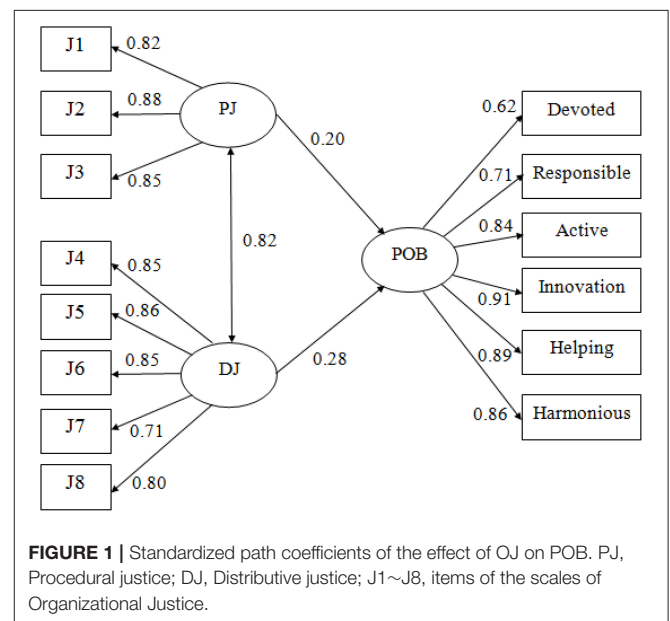 J1
0.82
J2
0.88
PJ
J3
0.85
0.20
0.62
Devoted
0.71
Responsible
0.84
Active
POB
0.91
Innovation
0.89
Helping
0.86
Harmonious
0.82
J4
0.85
J5
0.86
J6
0.85
DJ
0.28
J7
0.71
J8
0.80
FIGURE 1 | Standardized path coefficients of the effect of OJ on POB. PJ,
Procedural justice; DJ, Distributive justice; J1~J8, items of the scales of
Organizational Justice.